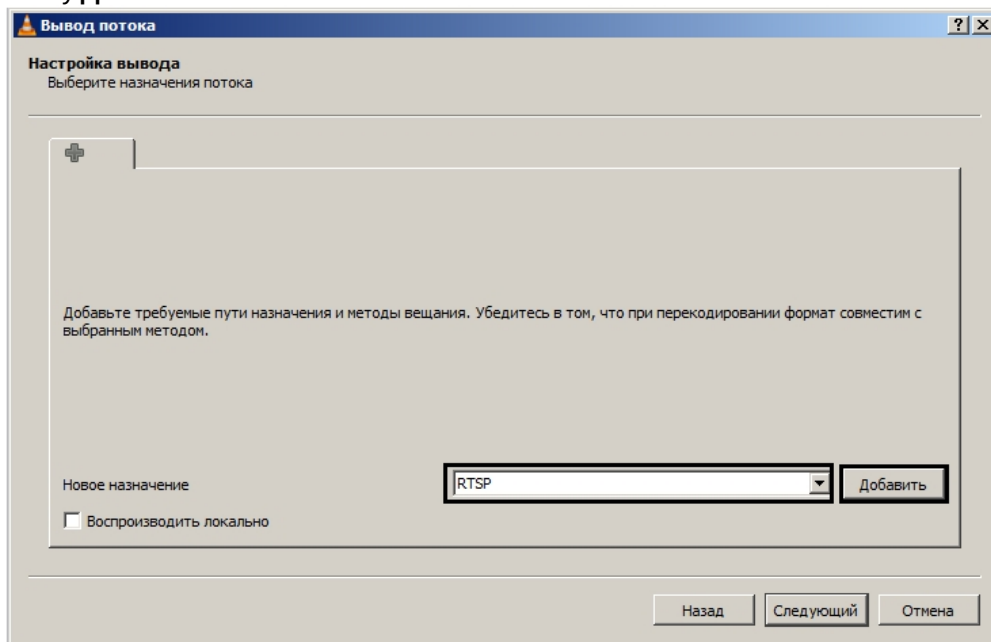 Вывод потока
Настройка вывода
Выберите назначения потока
Добавьте требуемые пути назначения и методы вещания. Убедитесь в том, что при перекодировании формат совместим с
выбранным методом.
Новое назначение
RTSP
Добавить
Воспроизводить локально
Назад
Следующий
Отмена